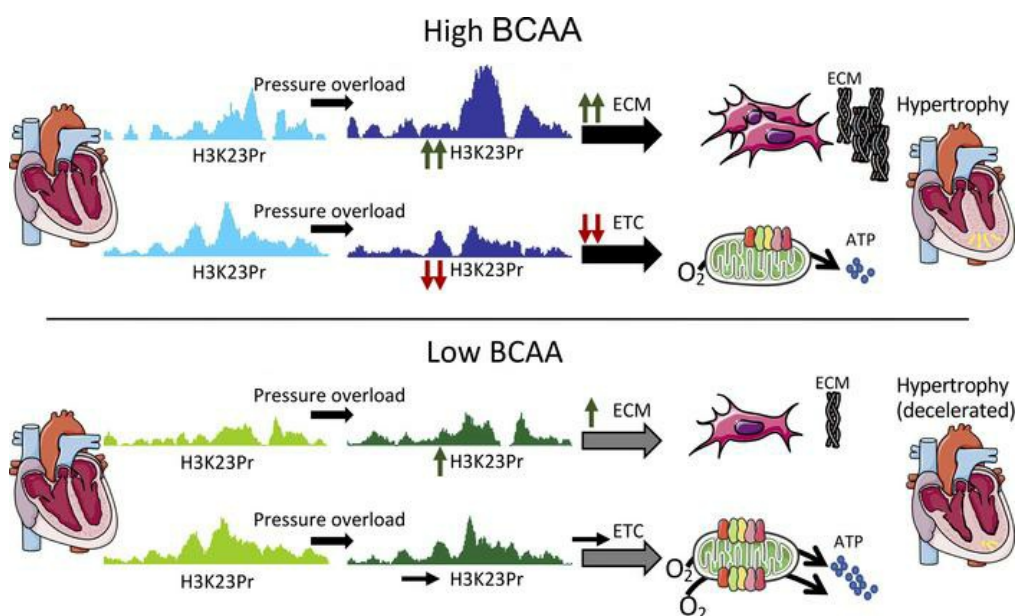 High BCAA
Pressure overload
ECM
ECM
Hypertrophy
H3K23Pr
H3K23Pr
Pressure overload
ETC
ATP
H3K23Pr
H3K23Pr
O2
Low BCAA
Pressure overload
ECM
ECM
Hypertrophy
(decelerated)
H3K23Pr
H3K23Pr
Pressure overload
ETC
ATP
O2
H3K23Pr
H3K23Pr
O2